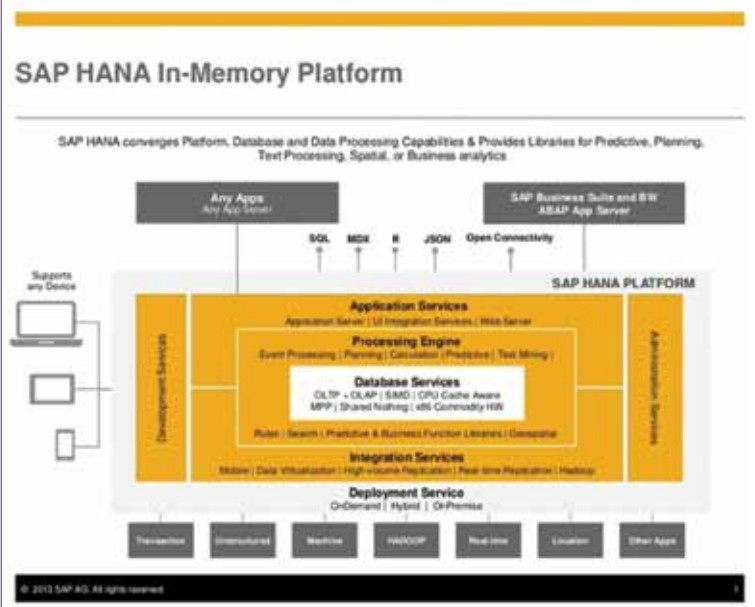 SAP HANA In-Memory Platform
SAP HANA converges Platform, Database and Data Processing Capabilities & Provides Libraries for Predictive, Planning,
Text Processing, Spatial, or Business analytics
Any Apps
Any App Server
SAP Business Suite and BW
ABAP App Server
SQL MDX R JSON Open Connectivity
Supports
any Device
SAP HANA PLATFORM
Development Services
Administration Services
Application Services
Application Server | UI Integration Services | Web Server
Processing Engine
Event Processing | Planning | Calculation | Predictive | Text Mining |
Database Services
OLTP + OLAP | SIMD | CPU Cache Aware
MPP | Shared Nothing | x86 Commodity HW
Rules | Search | Predictive & Business Function Libraries | Geospatial
Integration Services
Mobile | Data Virtualization | High-volume Replication | Real-time Replication | Hadoop
Deployment Service
OnDemand | Hybrid | On-Premise
Transaction
Unstructured
Machine
HADOOP
Real-time
Location
Other Apps
© 2013 SAP AG. All rights reserved.